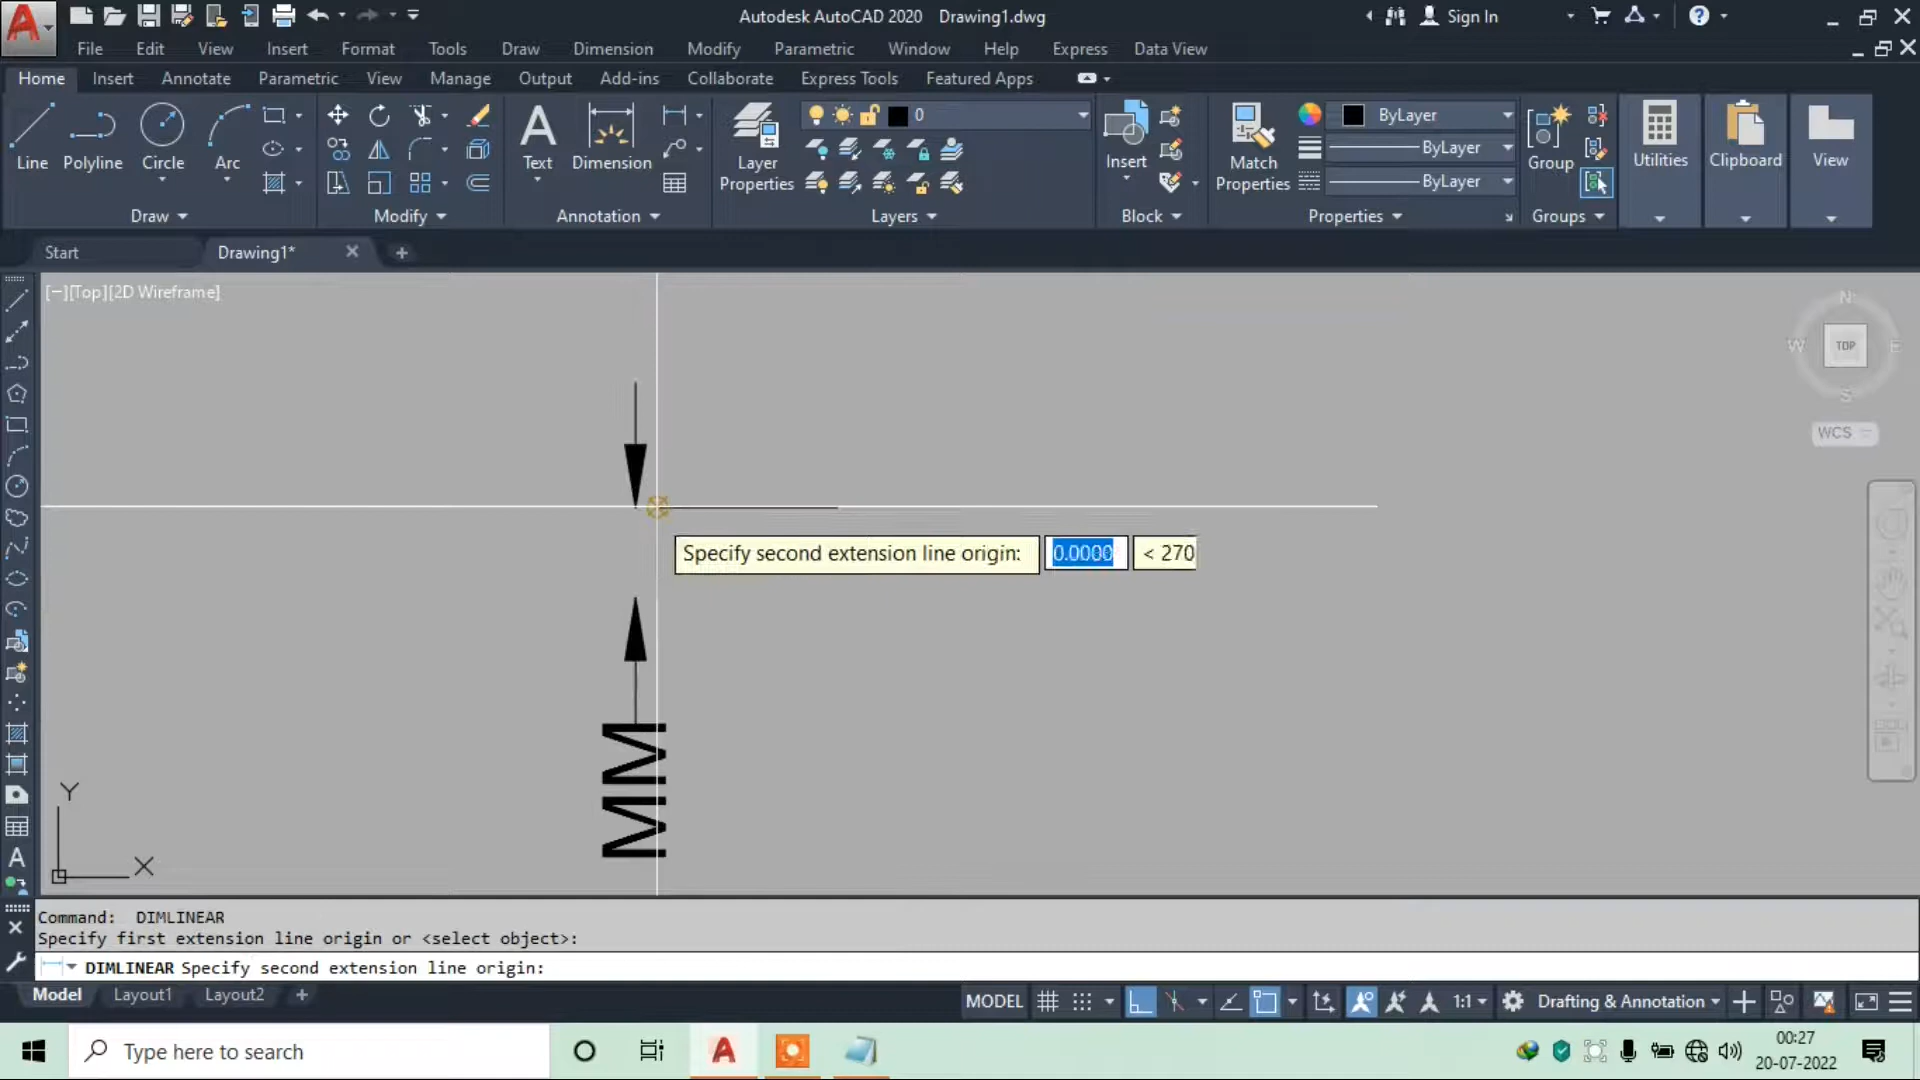 Autodesk AutoCAD 2020 Drawing1.dwg
Sign In
File Edit View Insert Format Tools Draw Dimension Modify Parametric Window Help Express Data View
Home Insert Annotate Parametric View Manage Output Add-ins Collaborate Express Tools Featured Apps
0
ByLayer
ByLayer
ByLayer
Line Polyline Circle Arc
Text Dimension
Layer Properties
Insert
Match Properties
Group
Utilities
Clipboard
View
Draw
Modify
Annotation
Layers
Block
Properties
Groups
Start
Drawing1*
[−][Top][2D Wireframe]
N
W
TOP
E
S
WCS
Specify second extension line origin: 0.0000 < 270
MM
Y
X
A
Command: DIMLINEAR
Specify first extension line origin or <select object>:
DIMLINEAR Specify second extension line origin:
Model Layout1 Layout2 +
MODEL
1:1
Drafting & Annotation
Type here to search
00:27
20-07-2022